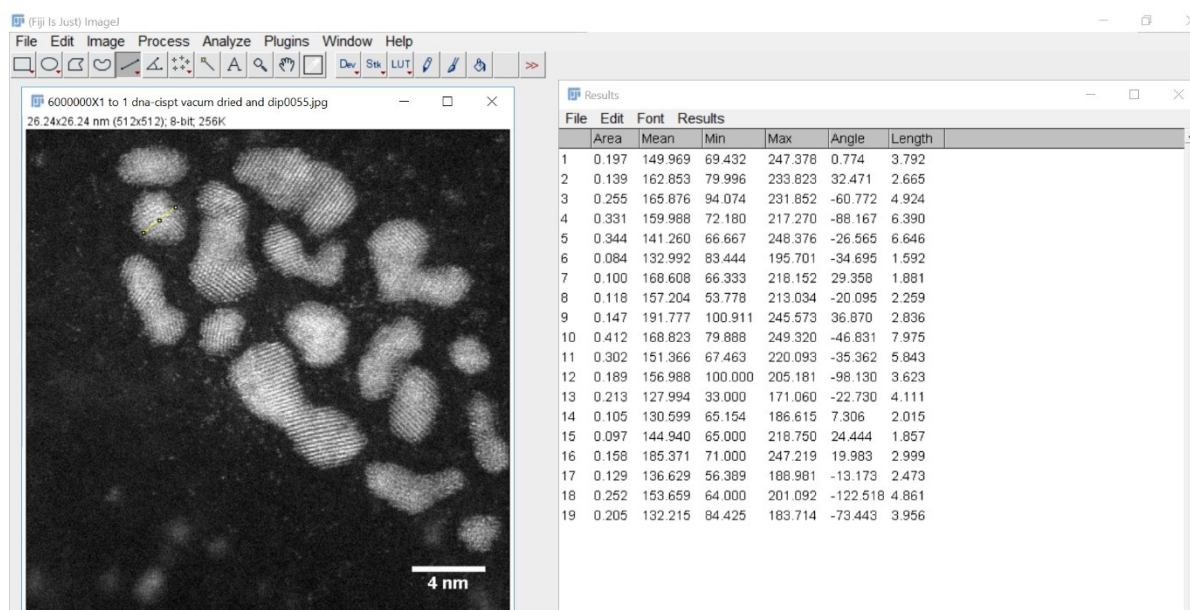 (Fiji Is Just) ImageJ
File Edit Image Process Analyze Plugins Window Help
Dev Stk LUT >>
6000000X1 to 1 dna-cispt vacum dried and dip0055.jpg
26.24x26.24 nm (512x512); 8-bit; 256K
4 nm
Results
File Edit Font Results
Area Mean Min Max Angle Length
1 0.197 149.969 69.432 247.378 0.774 3.792
2 0.139 162.853 79.996 233.823 32.471 2.665
3 0.255 165.876 94.074 231.852 -60.772 4.924
4 0.331 159.988 72.180 217.270 -88.167 6.390
5 0.344 141.260 66.667 248.376 -26.565 6.646
6 0.084 132.992 83.444 195.701 -34.695 1.592
7 0.100 168.608 66.333 218.152 29.358 1.881
8 0.118 157.204 53.778 213.034 -20.095 2.259
9 0.147 191.777 100.911 245.573 36.870 2.836
10 0.412 168.823 79.888 249.320 -46.831 7.975
11 0.302 151.366 67.463 220.093 -35.362 5.843
12 0.189 156.988 100.000 205.181 -98.130 3.623
13 0.213 127.994 33.000 171.060 -22.730 4.111
14 0.105 130.599 65.154 186.615 7.306 2.015
15 0.097 144.940 65.000 218.750 24.444 1.857
16 0.158 185.371 71.000 247.219 19.983 2.999
17 0.129 136.629 56.389 188.981 -13.173 2.473
18 0.252 153.659 64.000 201.092 -122.518 4.861
19 0.205 132.215 84.425 183.714 -73.443 3.956